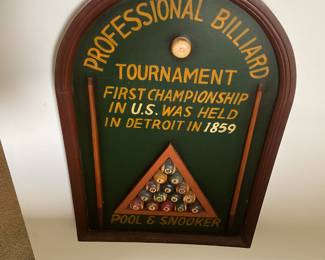 PROFESSIONAL BILLIARD
TOURNAMENT
FIRST CHAMPIONSHIP
IN U.S. WAS HELD
IN DETROIT IN 1859
POOL & SNOOKER